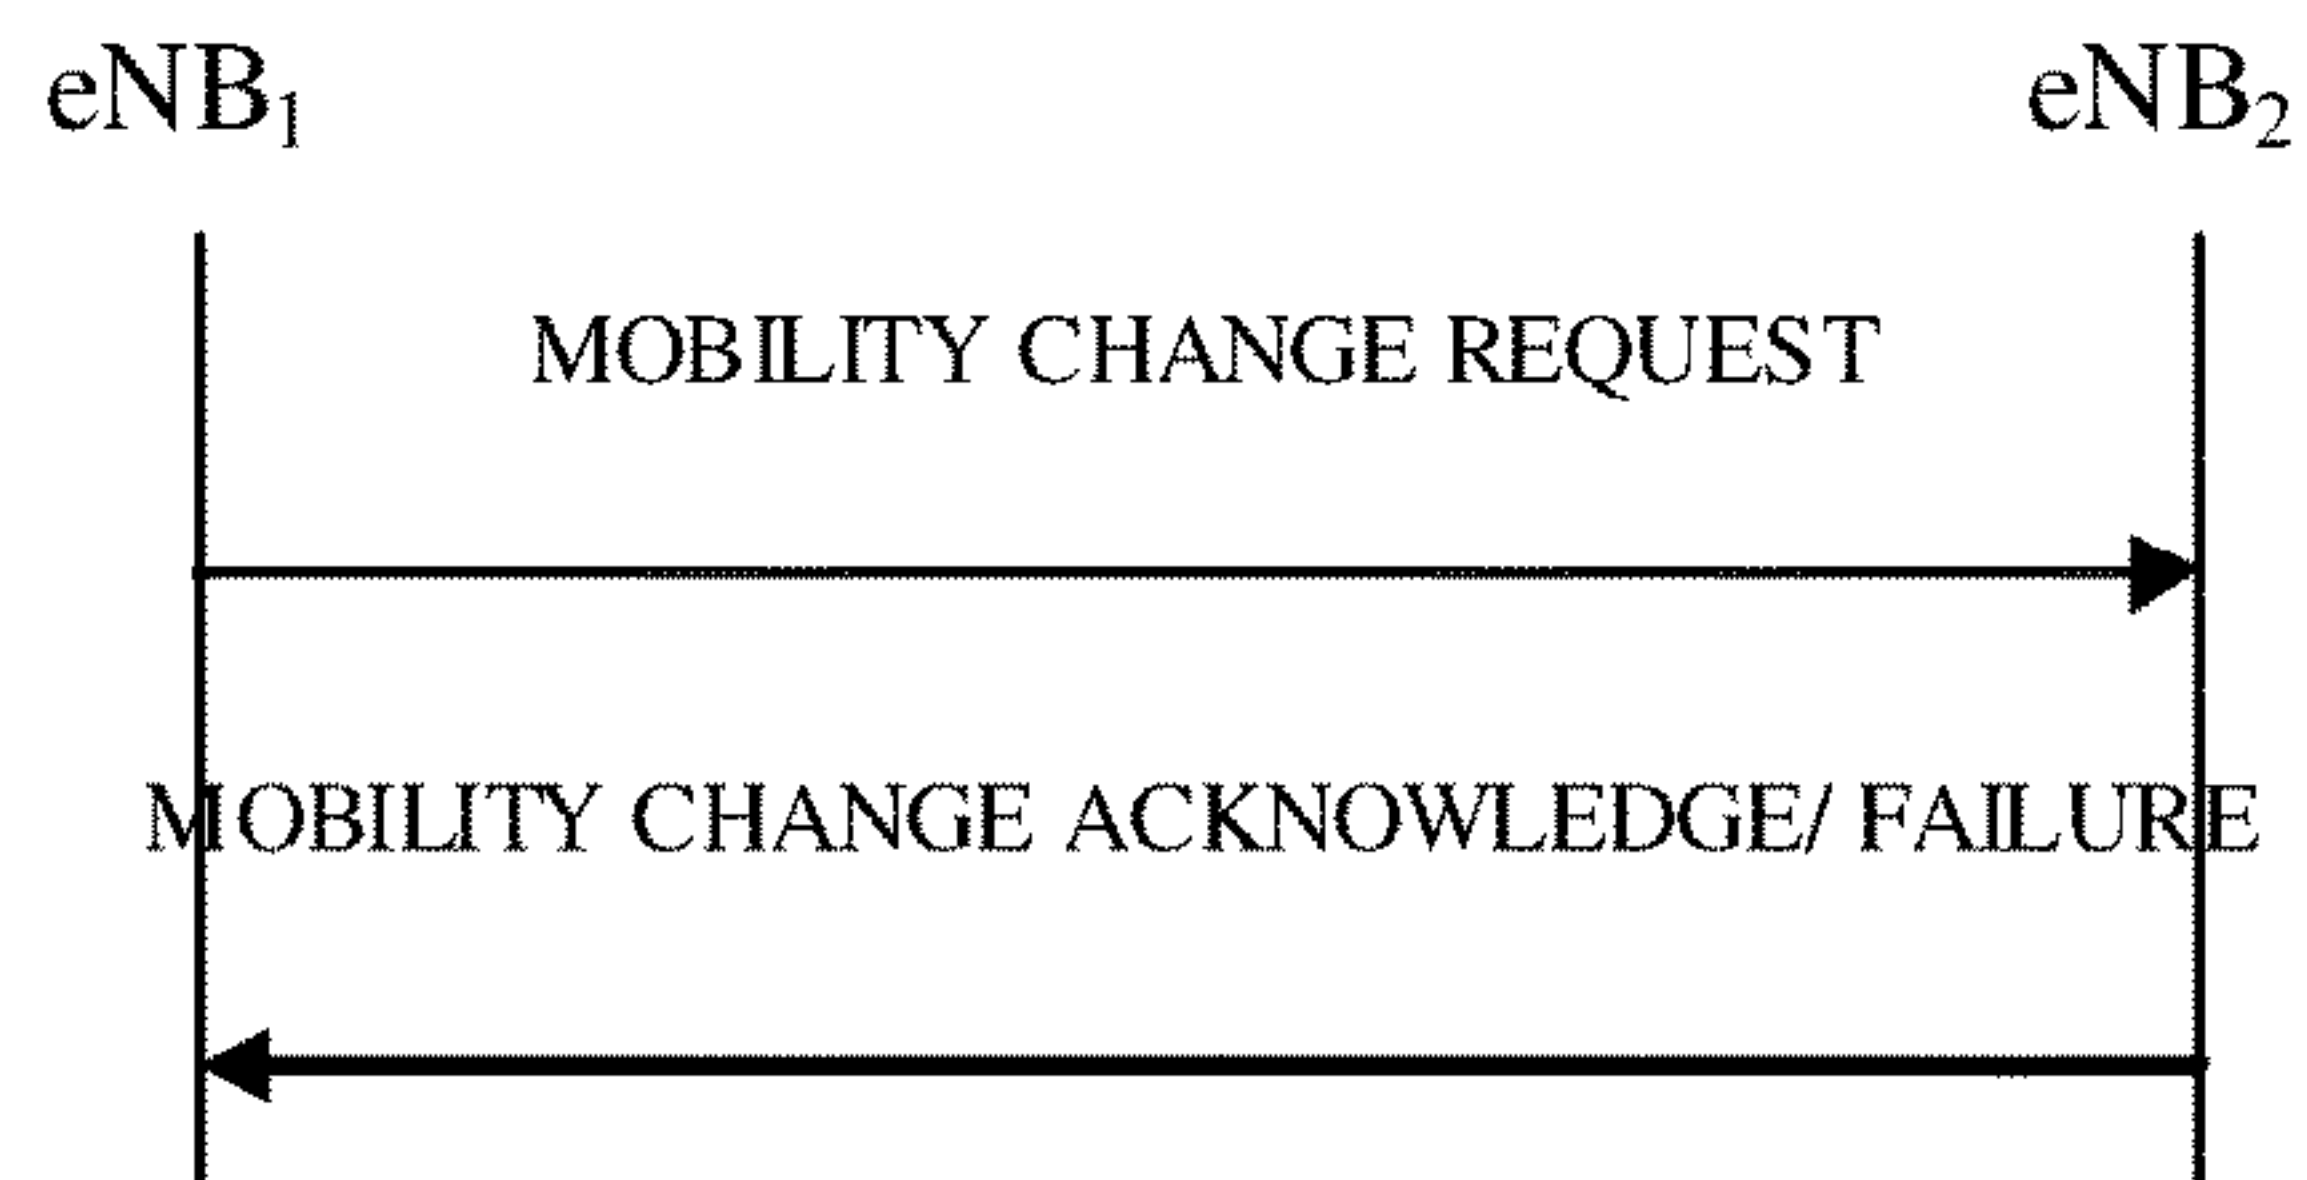 eNB₁ eNB₂
MOBILITY CHANGE REQUEST
MOBILITY CHANGE ACKNOWLEDGE/ FAILURE